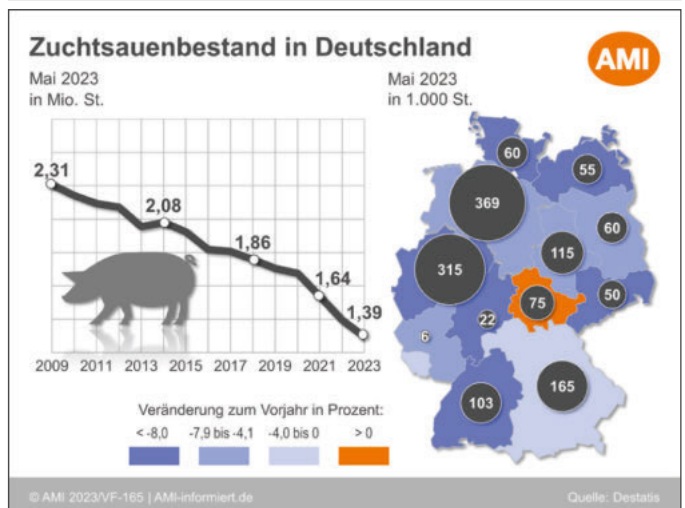 Zuchtsauenbestand in Deutschland
AMI
Mai 2023
in Mio. St.
Mai 2023
in 1.000 St.
2,31
2,08
1,86
1,64
1,39
2009 2011 2013 2015 2017 2019 2021 2023
60
55
369
60
115
315
50
75
22
6
165
103
Veränderung zum Vorjahr in Prozent:
< -8,0 -7,9 bis -4,1 -4,0 bis 0 > 0
© AMI 2023/VF-165 | AMI-informiert.de Quelle: Destatis